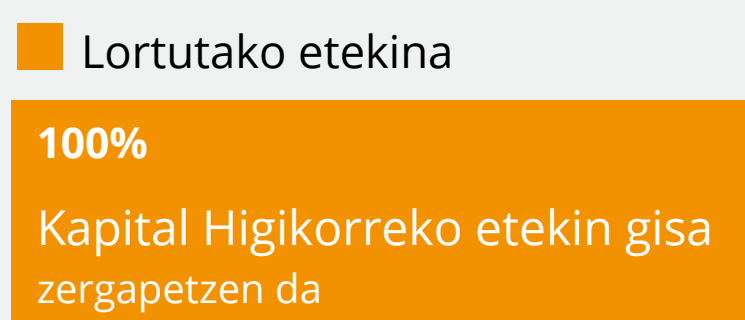 Lortutako etekina
100%
Kapital Higikorreko etekin gisa
zergapetzen da